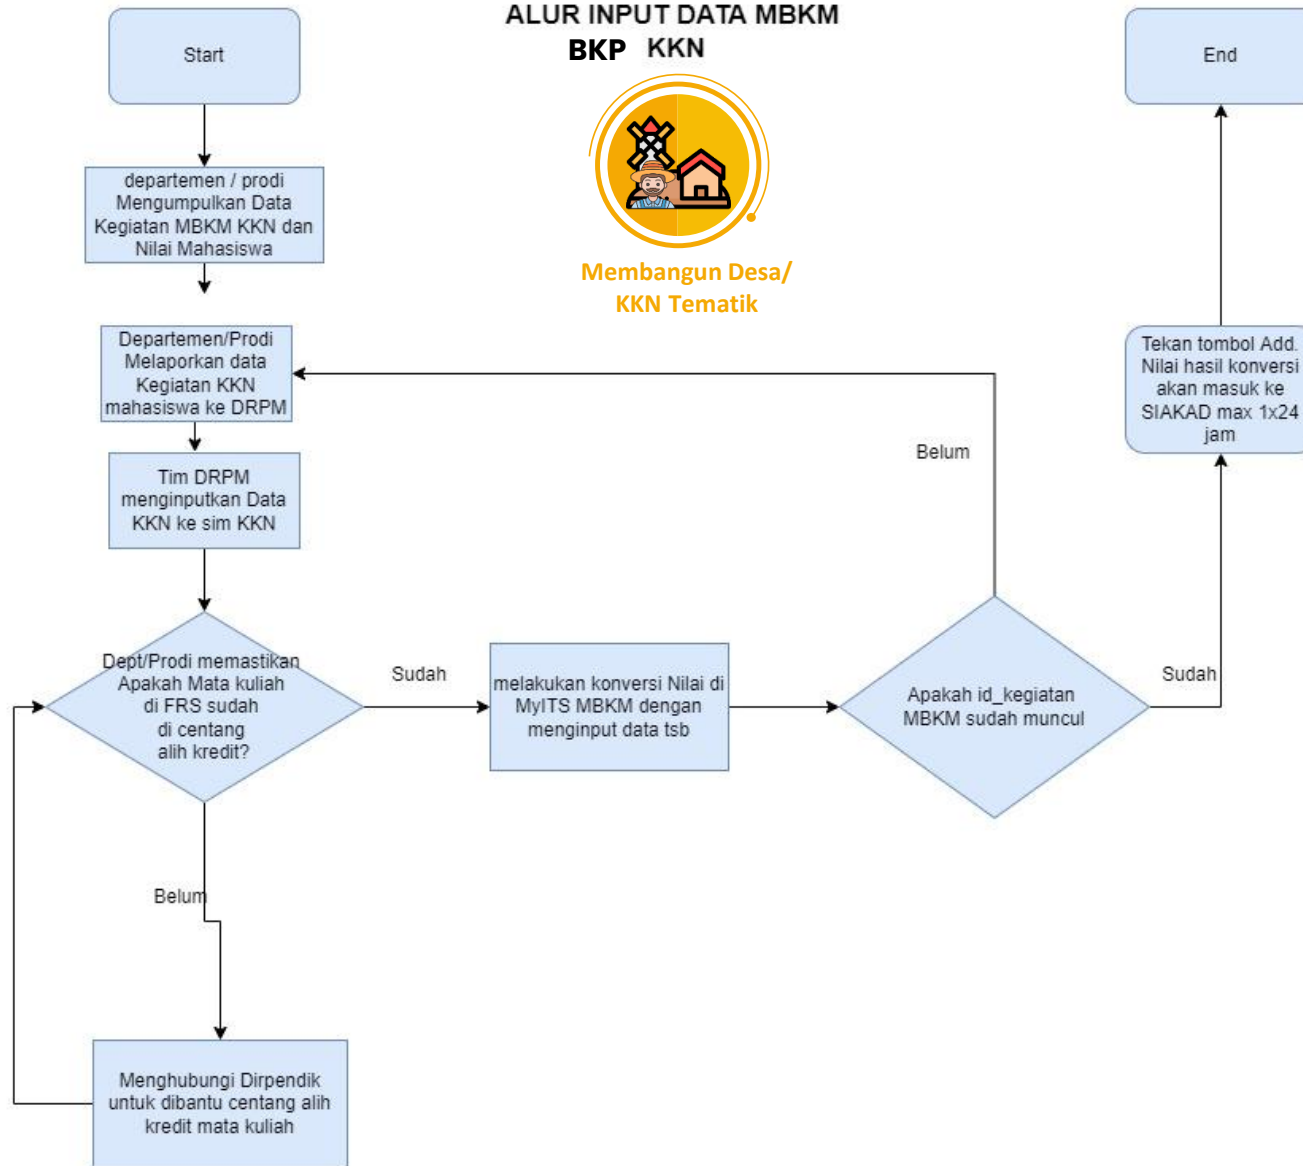 ALUR INPUT DATA MBKM
BKP KKN
Start
End
departemen / prodi
Mengumpulkan Data
Kegiatan MBKM KKN dan
Nilai Mahasiswa
Membangun Desa/
KKN Tematik
Departemen/Prodi
Melaporkan data
Kegiatan KKN
mahasiswa ke DRPM
Tekan tombol Add.
Nilai hasil konversi
akan masuk ke
SIAKAD max 1x24
jam
Belum
Tim DRPM
menginputkan Data
KKN ke sim KKN
Dept/Prodi memastikan
Apakah Mata kuliah
di FRS sudah
di centang
alih kredit?
Sudah
melakukan konversi Nilai di
MyITS MBKM dengan
menginput data tsb
Apakah id_kegiatan
MBKM sudah muncul
Sudah
Belum
Menghubungi Dirpendik
untuk dibantu centang alih
kredit mata kuliah